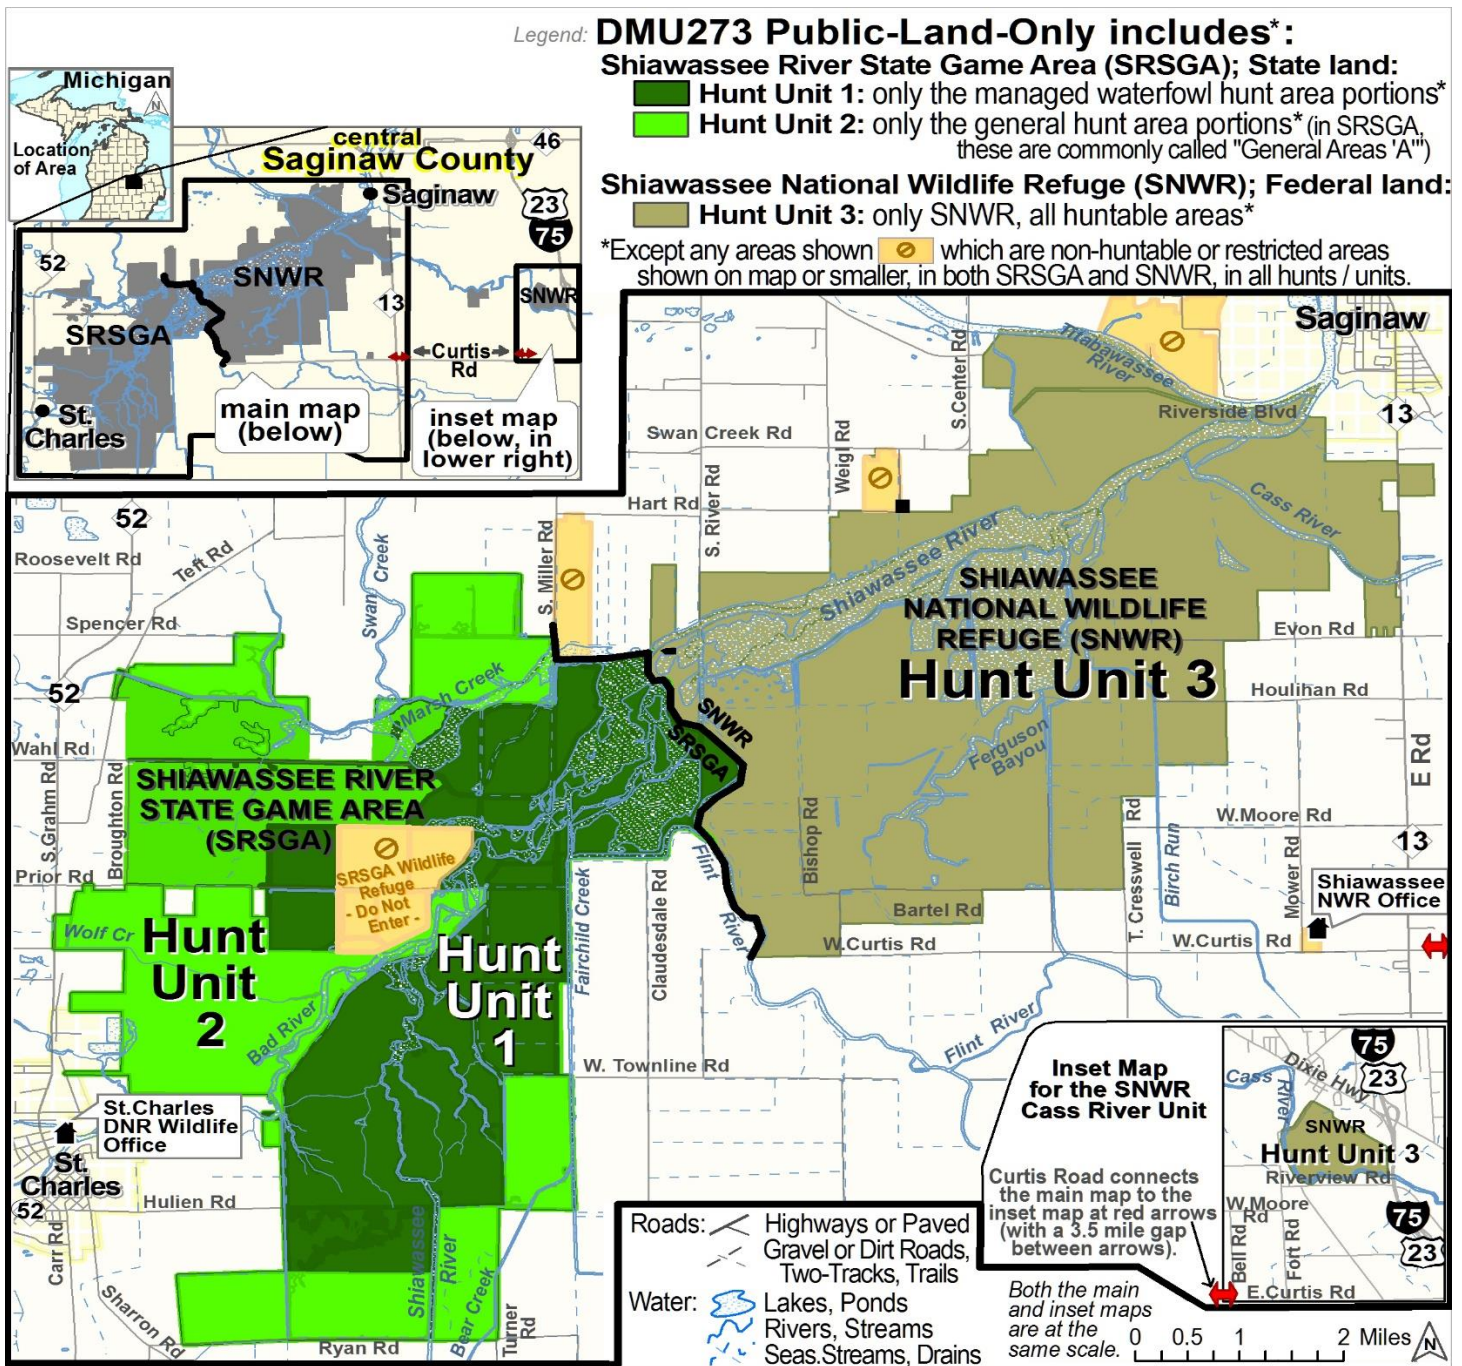 Legend: DMU273 Public-Land-Only includes*:
Shiawassee River State Game Area (SRSGA); State land:
Hunt Unit 1: only the managed waterfowl hunt area portions*
Hunt Unit 2: only the general hunt area portions* (in SRSGA,
these are commonly called "General Areas 'A'")
Shiawassee National Wildlife Refuge (SNWR); Federal land:
Hunt Unit 3: only SNWR, all huntable areas*
*Except any areas shown which are non-huntable or restricted areas
shown on map or smaller, in both SRSGA and SNWR, in all hunts / units.
Michigan
N
Location
of Area
central
Saginaw County
46
Saginaw
23
75
52
SNWR
13
SNWR
SRSGA
Curtis
Rd
St.
Charles
main map
(below)
inset map
(below, in
lower right)
Saginaw
Tittabawassee
River
S.Center Rd
Riverside Blvd
13
Swan Creek Rd
Weigl Rd
S. River Rd
Hart Rd
Cass River
52
Roosevelt Rd
Teft Rd
Swan Creek
S. Miller Rd
Shiawassee River
SHIAWASSEE
NATIONAL WILDLIFE
REFUGE (SNWR)
Hunt Unit 3
Spencer Rd
Evon Rd
52
Houlihan Rd
Marsh Creek
SNWR
SRSGA
Ferguson
Bayou
Wahl Rd
E Rd
S.Grahm Rd
Broughton Rd
SHIAWASSEE RIVER
STATE GAME AREA
(SRSGA)
Bishop Rd
T. Cresswell Rd
Birch Run
W.Moore Rd
13
SRSGA Wildlife
Refuge
- Do Not
Enter -
Prior Rd
Flint
River
Fairchild Creek
Claudesdale Rd
Mower Rd
Shiawassee
NWR Office
Bartel Rd
Wolf Cr
Hunt
Unit
2
Hunt
Unit
1
W.Curtis Rd
W.Curtis Rd
Bad River
Flint River
W. Townline Rd
St.Charles
DNR Wildlife
Office
St.
Charles
52
Hulien Rd
Carr Rd
Sharron Rd
Shiawassee
River
Bear Creek
Turner
Rd
Ryan Rd
Inset Map
for the SNWR
Cass River Unit
Curtis Road connects
the main map to the
inset map at red arrows
(with a 3.5 mile gap
between arrows).
75
23
Dixie Hwy
Cass River
SNWR
Hunt Unit 3
Riverview Rd
W.Moore
Rd
75
23
Bell Rd
Fort Rd
E.Curtis Rd
Roads: Highways or Paved
Gravel or Dirt Roads,
Two-Tracks, Trails
Water: Lakes, Ponds
Rivers, Streams
Seas.Streams, Drains
Both the main
and inset maps
are at the
same scale.
0 0.5 1 2 Miles
N